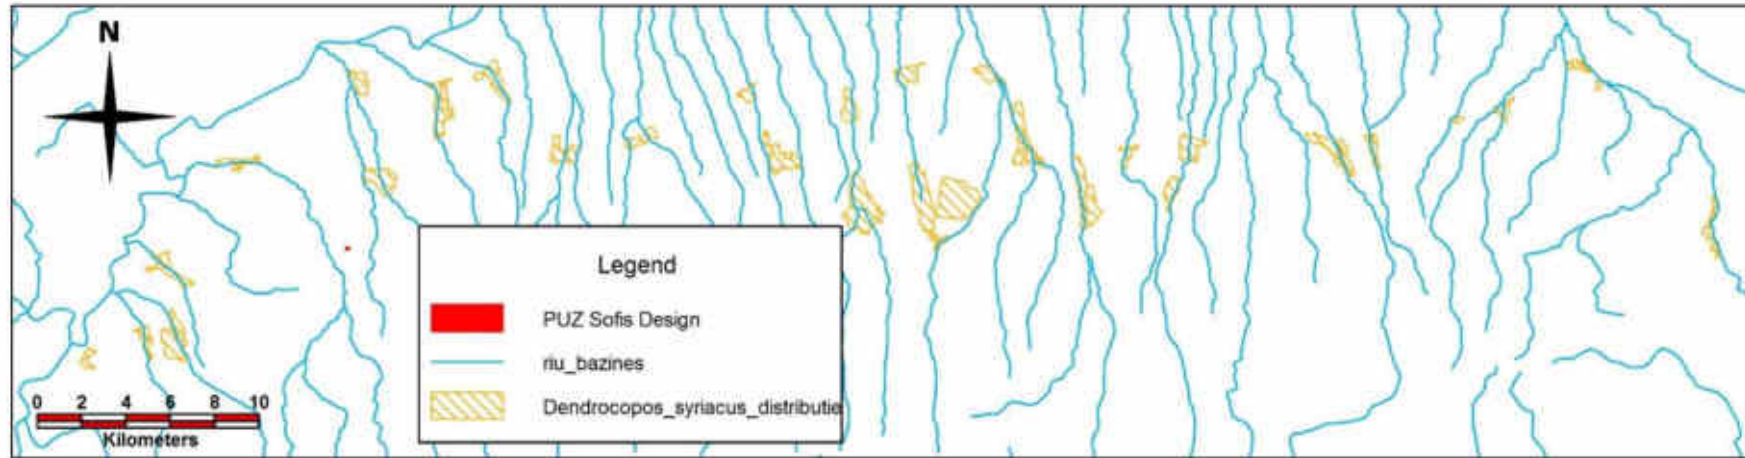 N
Legend
PUZ Sofis Design
riu_bazines
Dendrocopos_syriacus_distributie
0 2 4 6 8 10
Kilometers